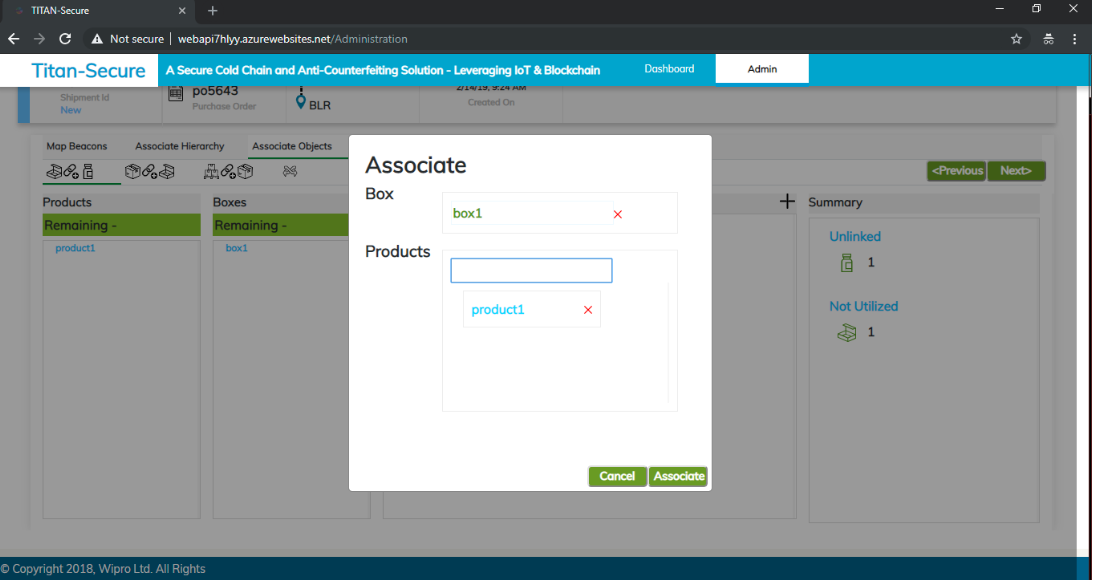 TITAN-Secure
Not secure | webapi7hlyy.azurewebsites.net/Administration
Titan-Secure
A Secure Cold Chain and Anti-Counterfeiting Solution - Leveraging IoT & Blockchain
Dashboard
Admin
Shipment Id
New
po5643
Purchase Order
BLR
2/14/19, 9:24 AM
Created On
Map Beacons
Associate Hierarchy
Associate Objects
<Previous
Next>
Products
Remaining -
product1
Boxes
Remaining -
box1
Associate
Box
box1
Products
product1
Cancel
Associate
Summary
Unlinked
1
Not Utilized
1
© Copyright 2018, Wipro Ltd. All Rights